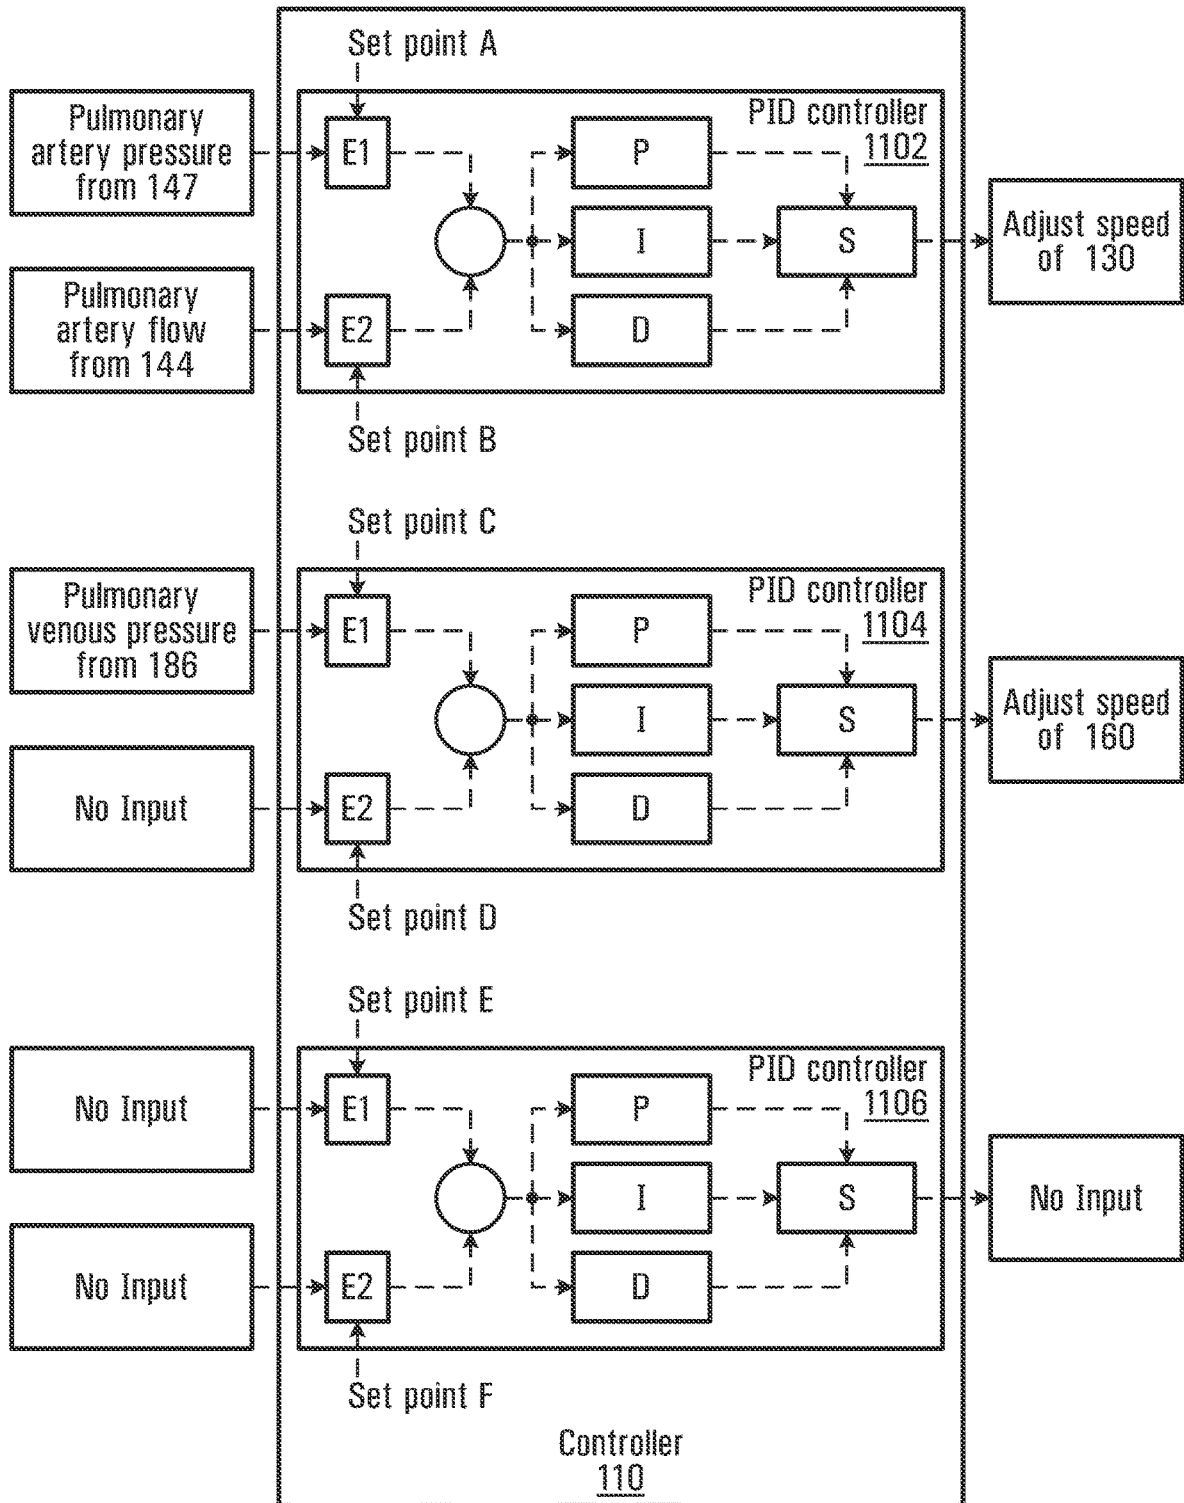 Set point A
Pulmonary
artery pressure
from 147
E1
P
PID controller
1102
I
S
Adjust speed
of 130
Pulmonary
artery flow
from 144
E2
D
Set point B
Set point C
Pulmonary
venous pressure
from 186
E1
P
PID controller
1104
I
S
Adjust speed
of 160
No Input
E2
D
Set point D
Set point E
No Input
E1
P
PID controller
1106
I
S
No Input
No Input
E2
D
Set point F
Controller
110